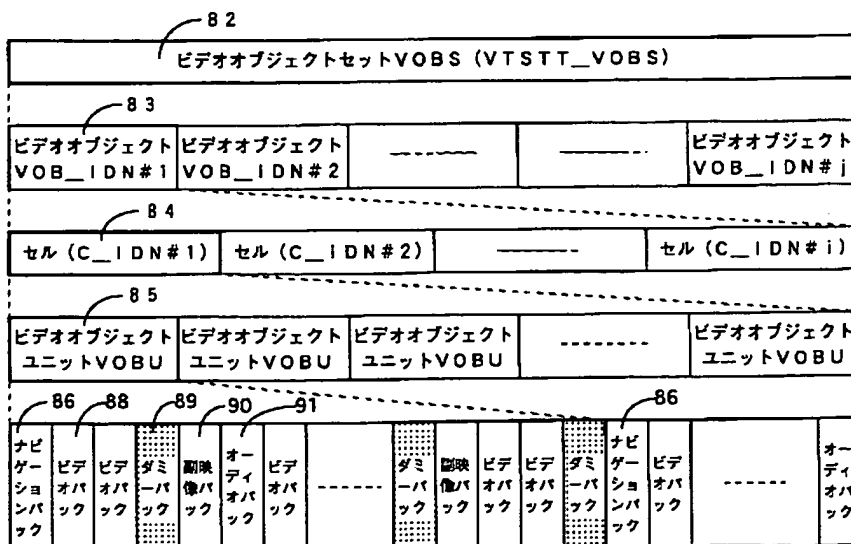 82
ビデオオブジェクトセットVOBS (VTSTT__VOBS)
83
ビデオオブジェクト
VOB__IDN#1
ビデオオブジェクト
VOB__IDN#2
ビデオオブジェクト
VOB__IDN#j
84
セル (C__IDN#1)
セル (C__IDN#2)
セル (C__IDN#i)
85
ビデオオブジェクト
ユニットVOBU
ビデオオブジェクト
ユニットVOBU
ビデオオブジェクト
ユニットVOBU
ビデオオブジェクト
ユニットVOBU
86
88
89
90
91
86
ナビ
ゲー
ション
パッ
ク
ビデ
オパ
ック
ビデ
オパ
ック
ダミ
ーパ
ック
副映
像パ
ック
オー
ディ
オパ
ック
ビデ
オパ
ック
ダミ
ーパ
ック
副映
像パ
ック
ビデ
オパ
ック
ビデ
オパ
ック
ダミ
ーパ
ック
ナビ
ゲー
ション
パッ
ク
ビデ
オパ
ック
オー
ディ
オパ
ック